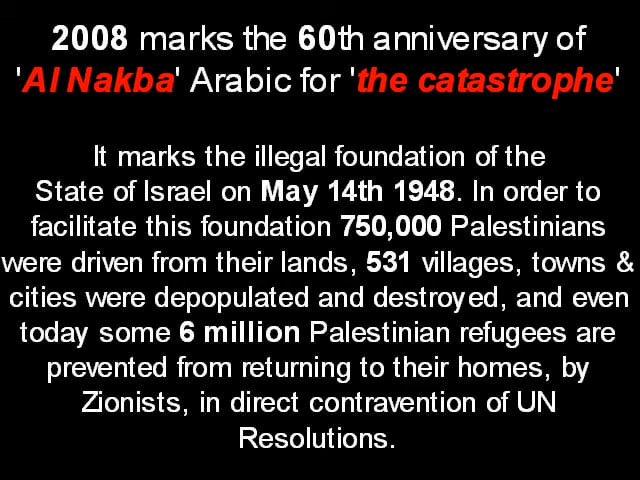 2008 marks the 60th anniversary of
'Al Nakba' Arabic for 'the catastrophe'
It marks the illegal foundation of the
State of Israel on May 14th 1948. In order to
facilitate this foundation 750,000 Palestinians
were driven from their lands, 531 villages, towns &
cities were depopulated and destroyed, and even
today some 6 million Palestinian refugees are
prevented from returning to their homes, by
Zionists, in direct contravention of UN
Resolutions.